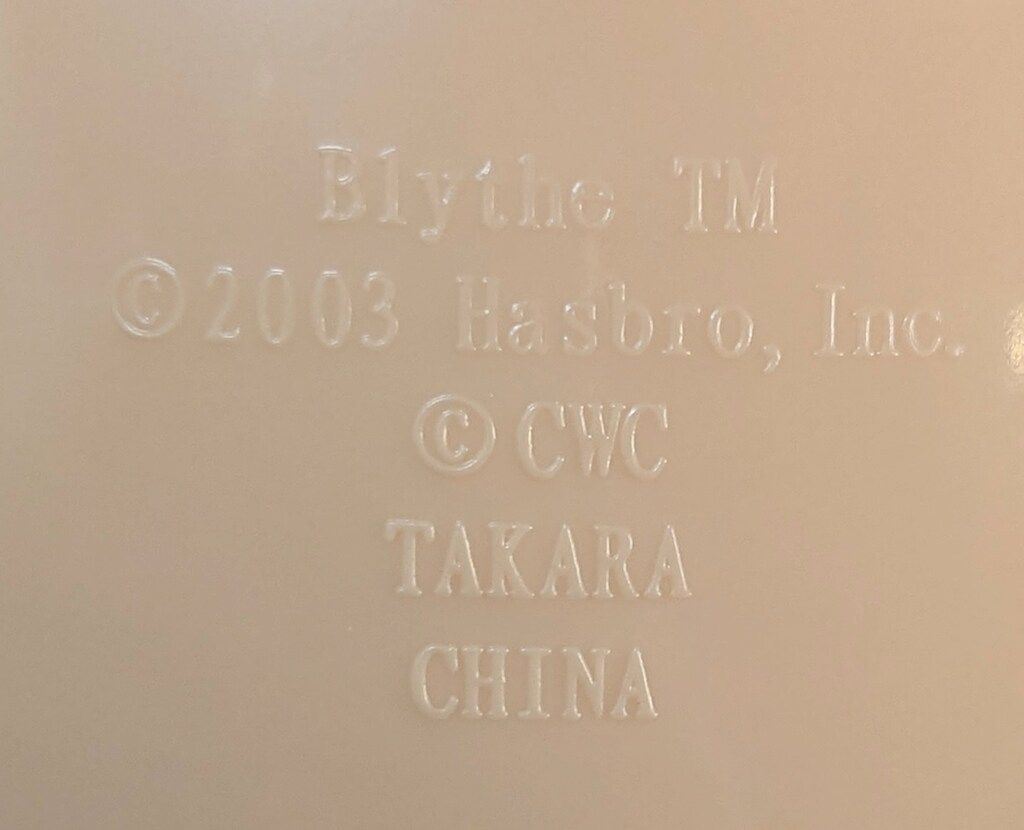 Blythe TM
©2003 Hasbro, Inc.
©CWC
TAKARA
CHINA